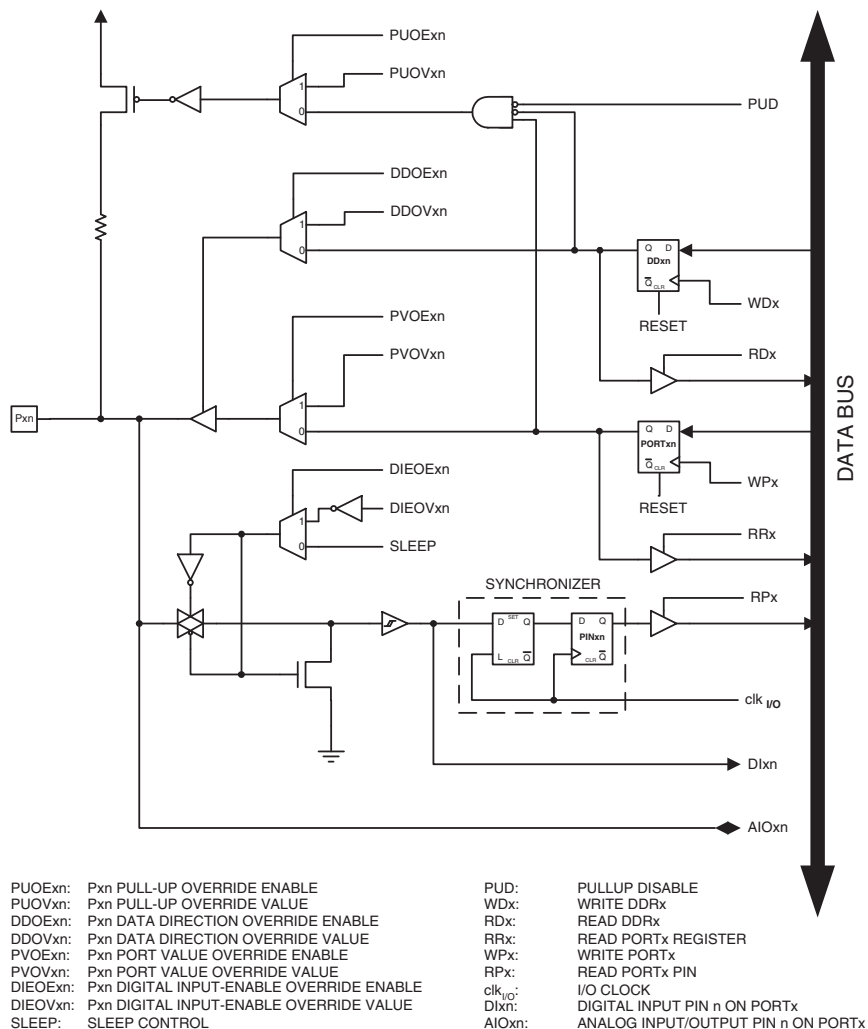 PUOExn
PUOVxn
1
0
PUD
DDOExn
DDOVxn
1
0
Q D
DDxn
Q CLR
WDx
RESET
RDx
PVOExn
PVOVxn
1
0
Pxn
Q D
PORTxn
Q CLR
WPx
RESET
DATA BUS
DIEOExn
DIEOVxn
1
0
SLEEP
RRx
SYNCHRONIZER
RPx
D SET Q
L CLR Q
D Q
PINxn
CLR Q
clk I/O
DIxn
AIOxn
PUOExn: Pxn PULL-UP OVERRIDE ENABLE
PUOVxn: Pxn PULL-UP OVERRIDE VALUE
DDOExn: Pxn DATA DIRECTION OVERRIDE ENABLE
DDOVxn: Pxn DATA DIRECTION OVERRIDE VALUE
PVOExn: Pxn PORT VALUE OVERRIDE ENABLE
PVOVxn: Pxn PORT VALUE OVERRIDE VALUE
DIEOExn: Pxn DIGITAL INPUT-ENABLE OVERRIDE ENABLE
DIEOVxn: Pxn DIGITAL INPUT-ENABLE OVERRIDE VALUE
SLEEP: SLEEP CONTROL
PUD: PULLUP DISABLE
WDx: WRITE DDRx
RDx: READ DDRx
RRx: READ PORTx REGISTER
WPx: WRITE PORTx
RPx: READ PORTx PIN
clk I/O: I/O CLOCK
DIxn: DIGITAL INPUT PIN n ON PORTx
AIOxn: ANALOG INPUT/OUTPUT PIN n ON PORTx